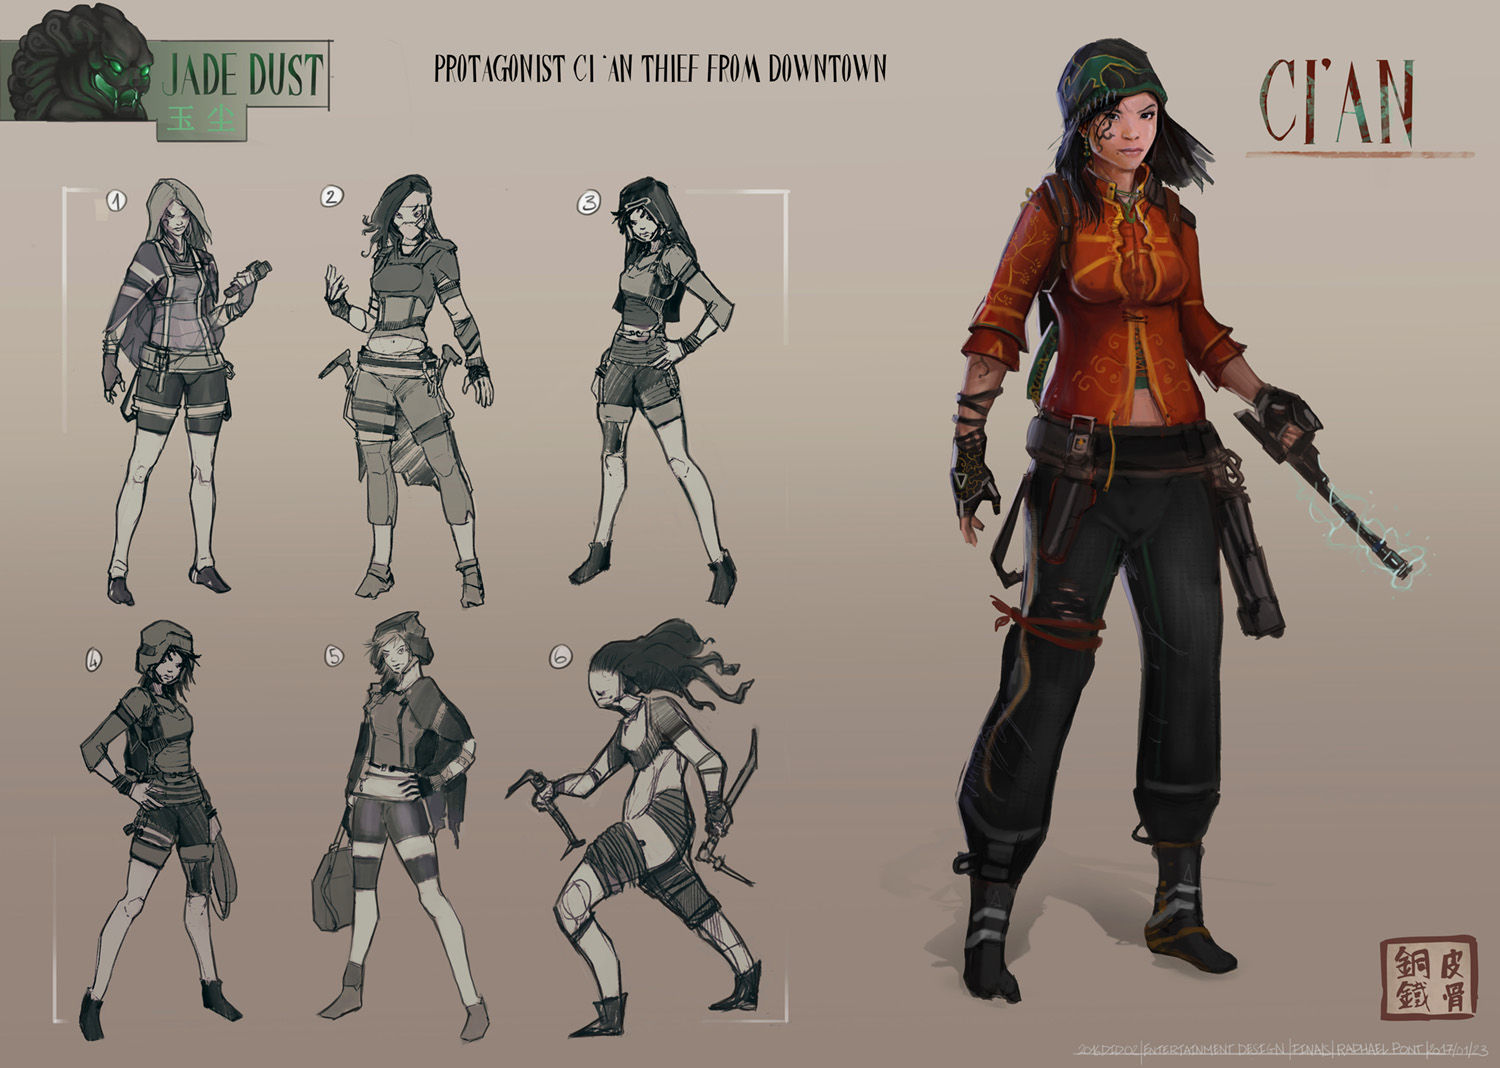 JADE DUST
玉尘
PROTAGONIST CI'AN THIEF FROM DOWNTOWN
CI'AN
1
2
3
4
5
6
銅皮
鐵骨
2016DID02|ENTERTAINMENT DESIGN|FINALS|RAPHAEL PONT|2017/01/23